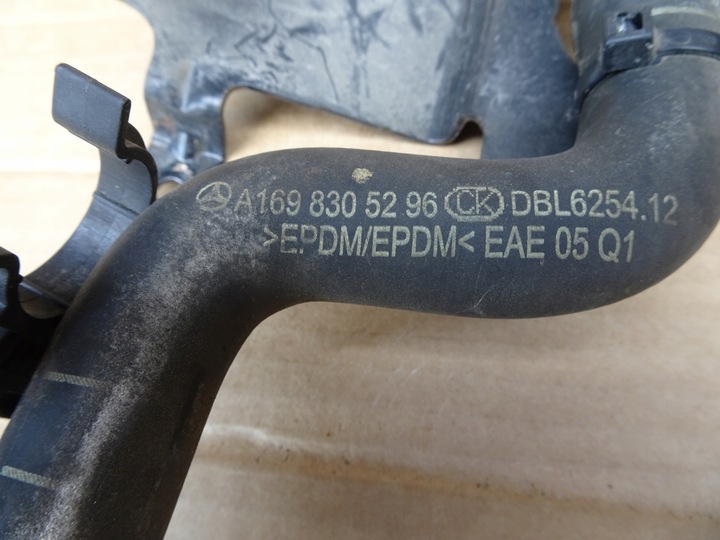 A169 830 52 96 CK DBL6254.12
>EPDM/EPDM< EAE 05 Q1